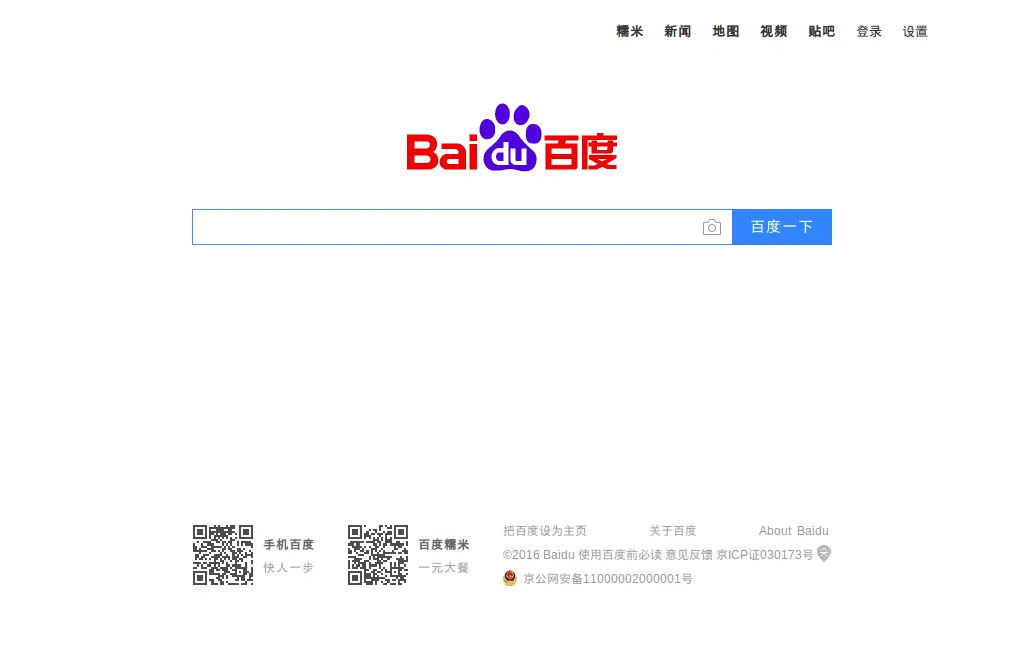 糯米 新闻 地图 视频 贴吧 登录 设置
Bai du 百度
百度一下
手机百度
快人一步
百度糯米
一元大餐
把百度设为主页 关于百度 About Baidu
©2016 Baidu 使用百度前必读 意见反馈 京ICP证030173号
京公网安备11000002000001号